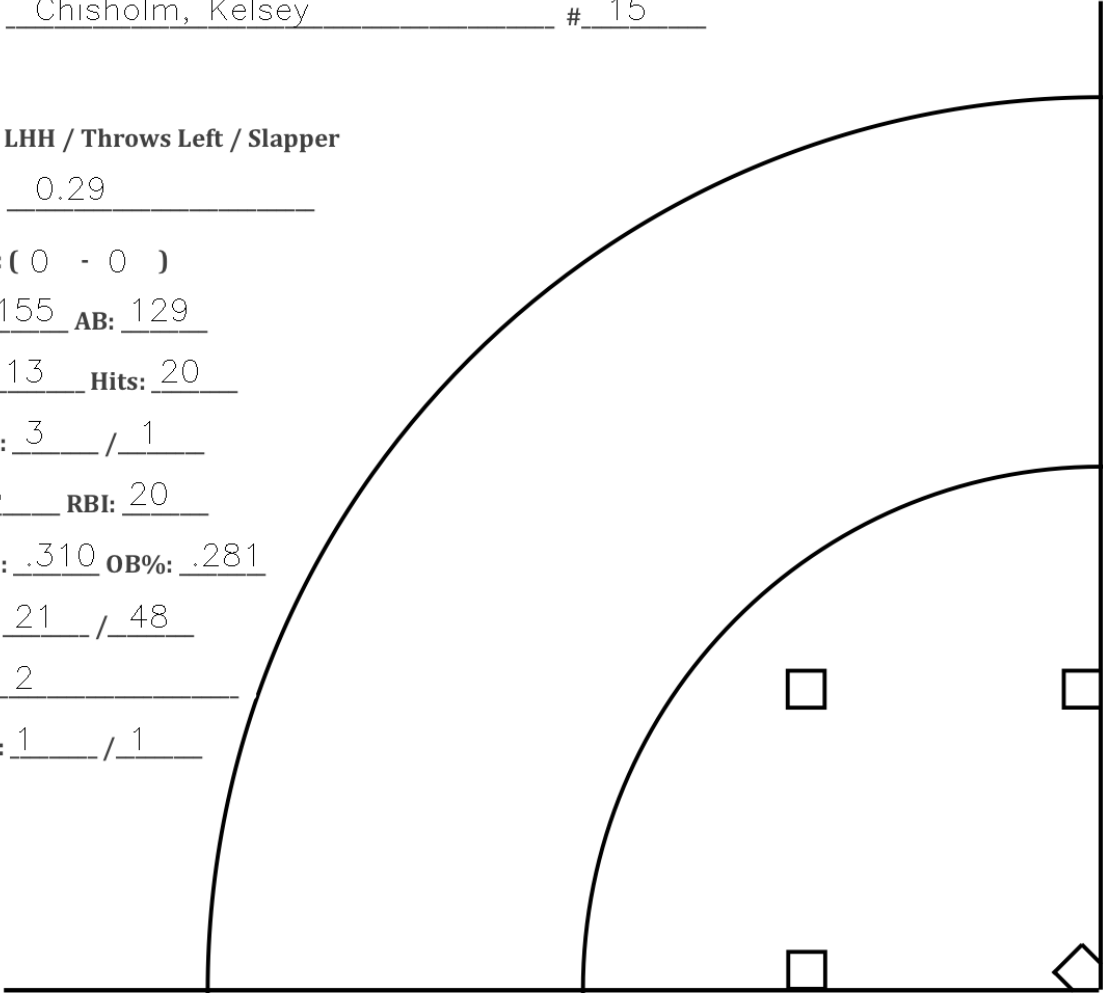 Chisholm, Kelsey # 15
LHH / Throws Left / Slapper
0.29
: ( 0 - 0 )
155 AB: 129
13 Hits: 20
: 3 / 1
RBI: 20
: .310 OB%: .281
21 / 48
2
: 1 / 1